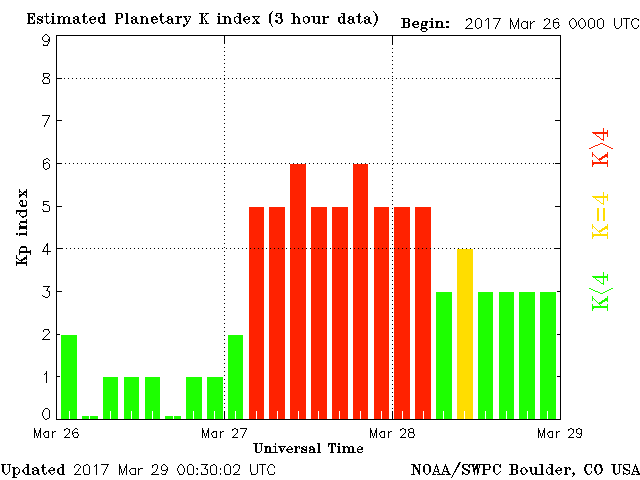 Estimated Planetary K index (3 hour data)
Begin: 2017 Mar 26 0000 UTC
9
8
7
6
5
4
3
2
1
0
Kp index
K>4
K=4
K<4
Mar 26
Mar 27
Mar 28
Mar 29
Universal Time
Updated 2017 Mar 29 00:30:02 UTC
NOAA/SWPC Boulder, CO USA